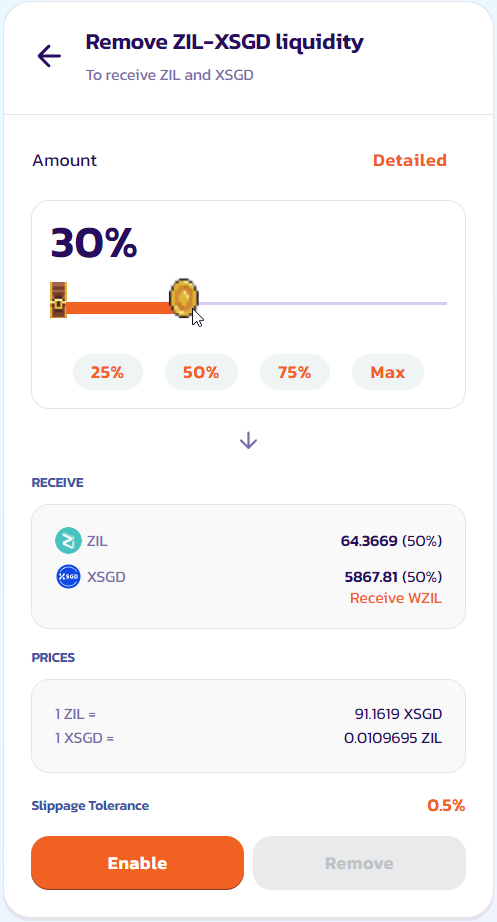 Remove ZIL-XSGD liquidity
To receive ZIL and XSGD
Amount Detailed
30%
25% 50% 75% Max
RECEIVE
ZIL 64.3669 (50%)
XSGD XSGD 5867.81 (50%)
Receive WZIL
PRICES
1 ZIL = 91.1619 XSGD
1 XSGD = 0.0109695 ZIL
Slippage Tolerance 0.5%
Enable Remove